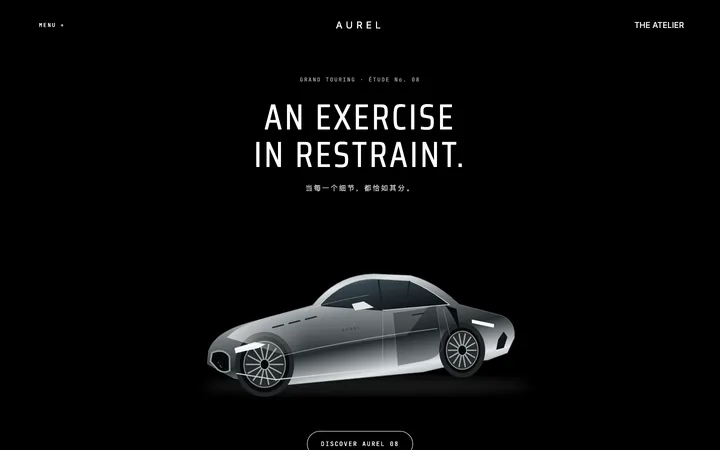 MENU +
AUREL
THE ATELIER
GRAND TOURING · ÉTUDE No. 08
AN EXERCISE
IN RESTRAINT.
当每一个细节，都恰如其分。
AUREL
DISCOVER AUREL 08